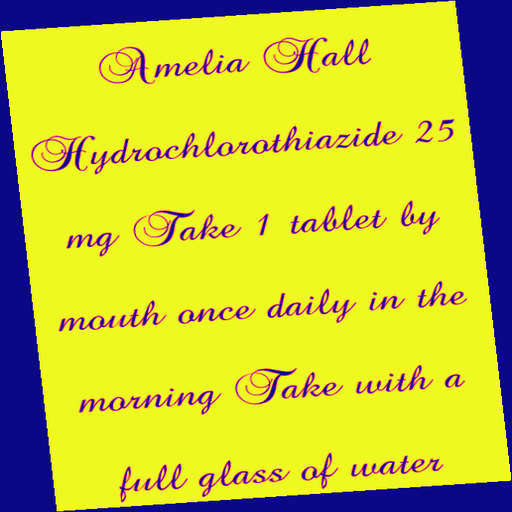 Amelia Hall
Hydrochlorothiazide 25
mg Take 1 tablet by
mouth once daily in the
morning Take with a
full glass of water